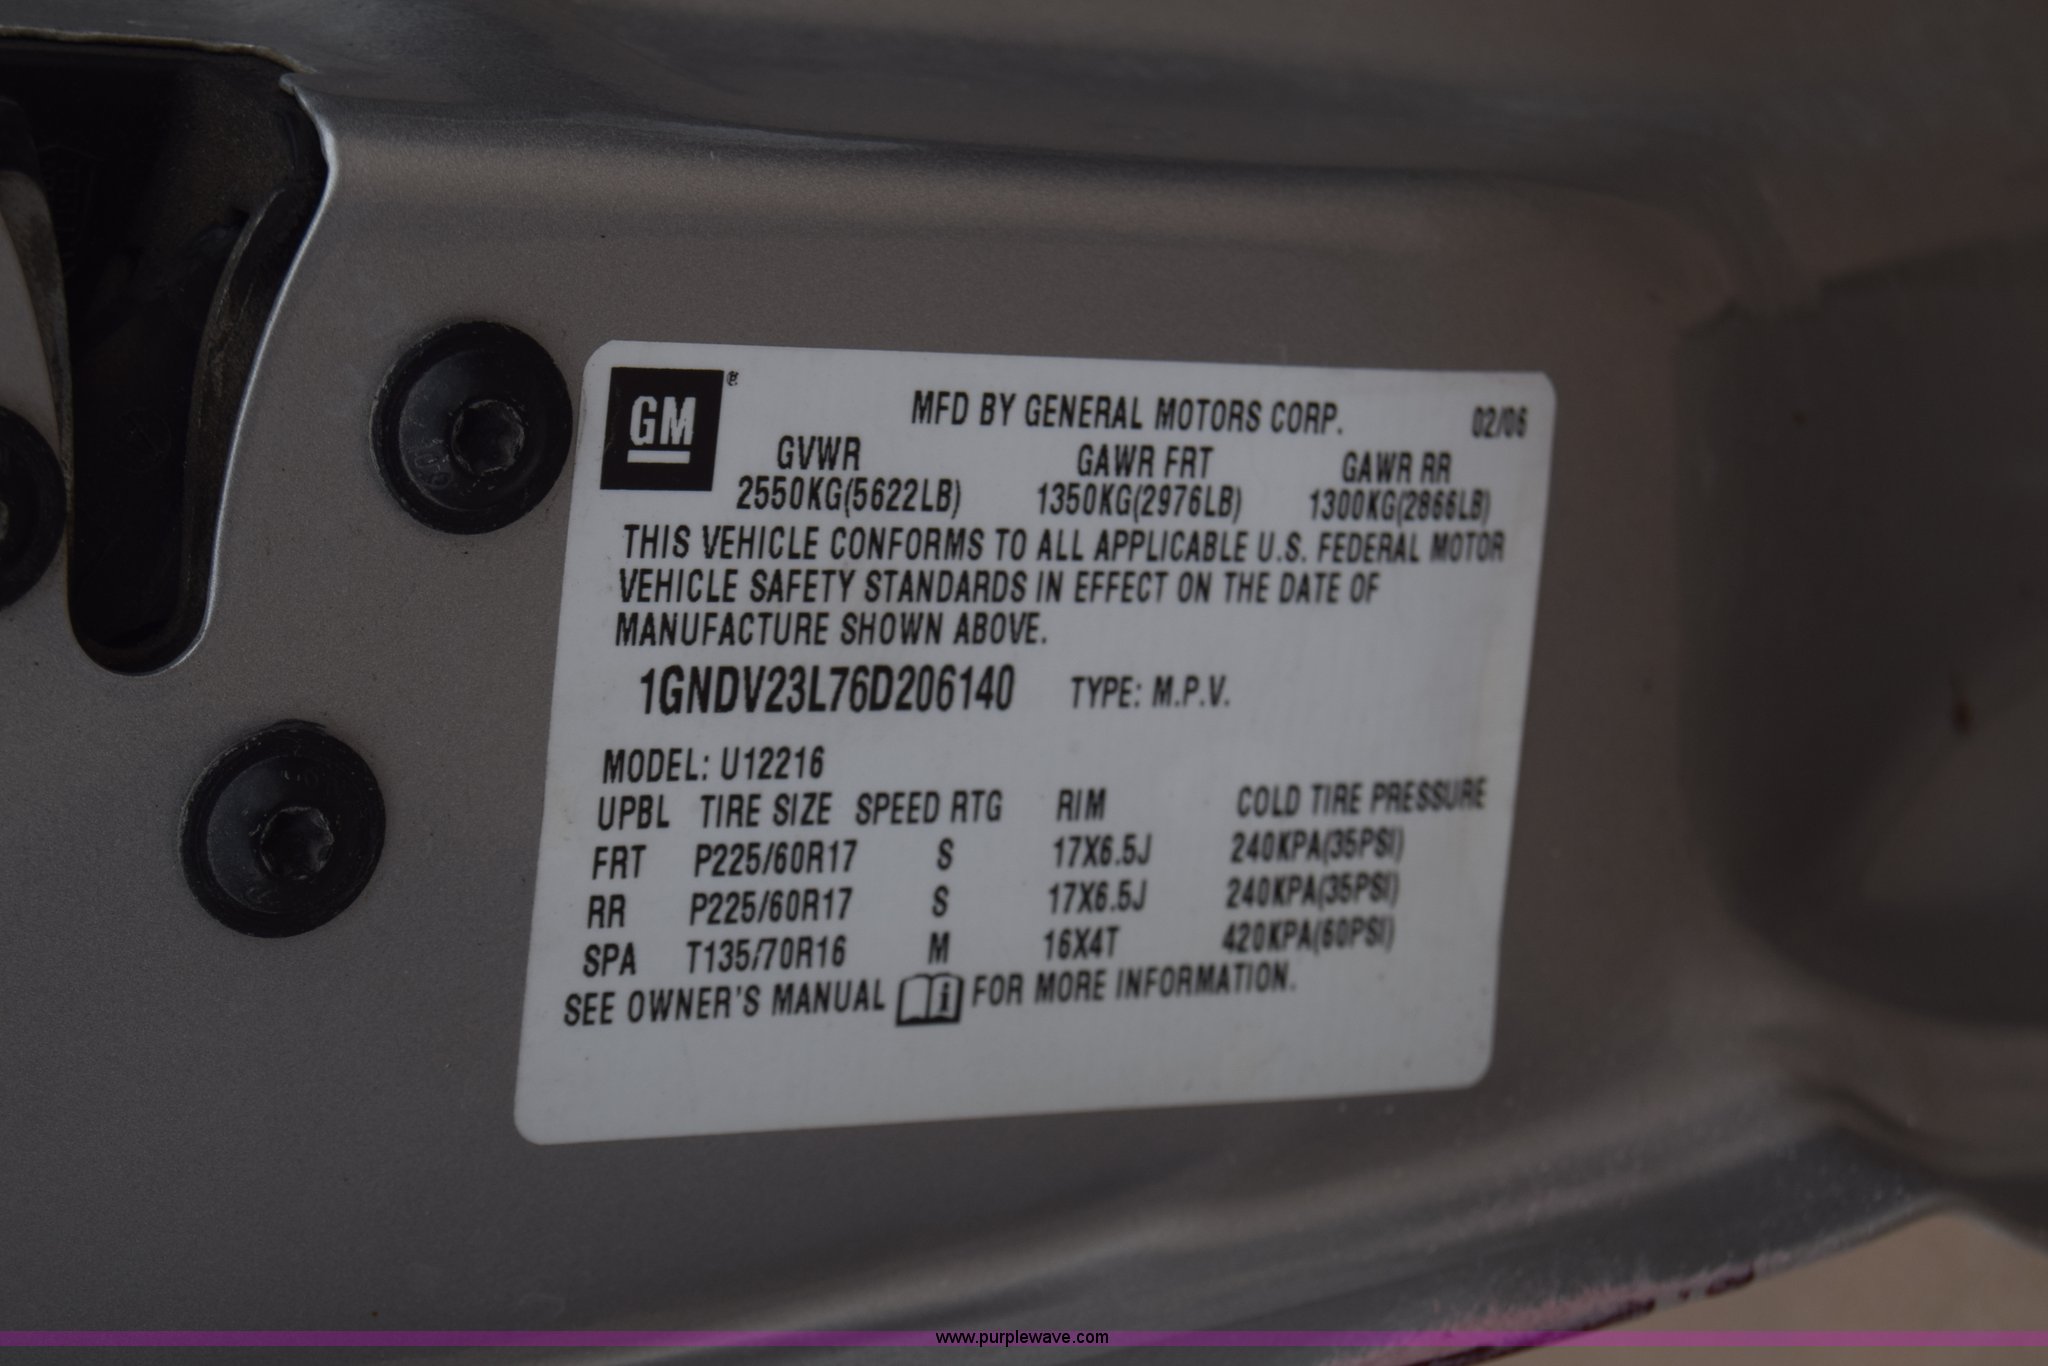 GM ®
MFD BY GENERAL MOTORS CORP. 02/06
GVWR GAWR FRT GAWR RR
2550KG(5622LB) 1350KG(2976LB) 1300KG(2866LB)
THIS VEHICLE CONFORMS TO ALL APPLICABLE U.S. FEDERAL MOTOR
VEHICLE SAFETY STANDARDS IN EFFECT ON THE DATE OF
MANUFACTURE SHOWN ABOVE.
1GNDV23L76D206140 TYPE: M.P.V.
MODEL: U12216
UPBL TIRE SIZE SPEED RTG RIM COLD TIRE PRESSURE
FRT P225/60R17 S 17X6.5J 240KPA(35PSI)
RR P225/60R17 S 17X6.5J 240KPA(35PSI)
SPA T135/70R16 M 16X4T 420KPA(60PSI)
SEE OWNER'S MANUAL i FOR MORE INFORMATION.
www.purplewave.com